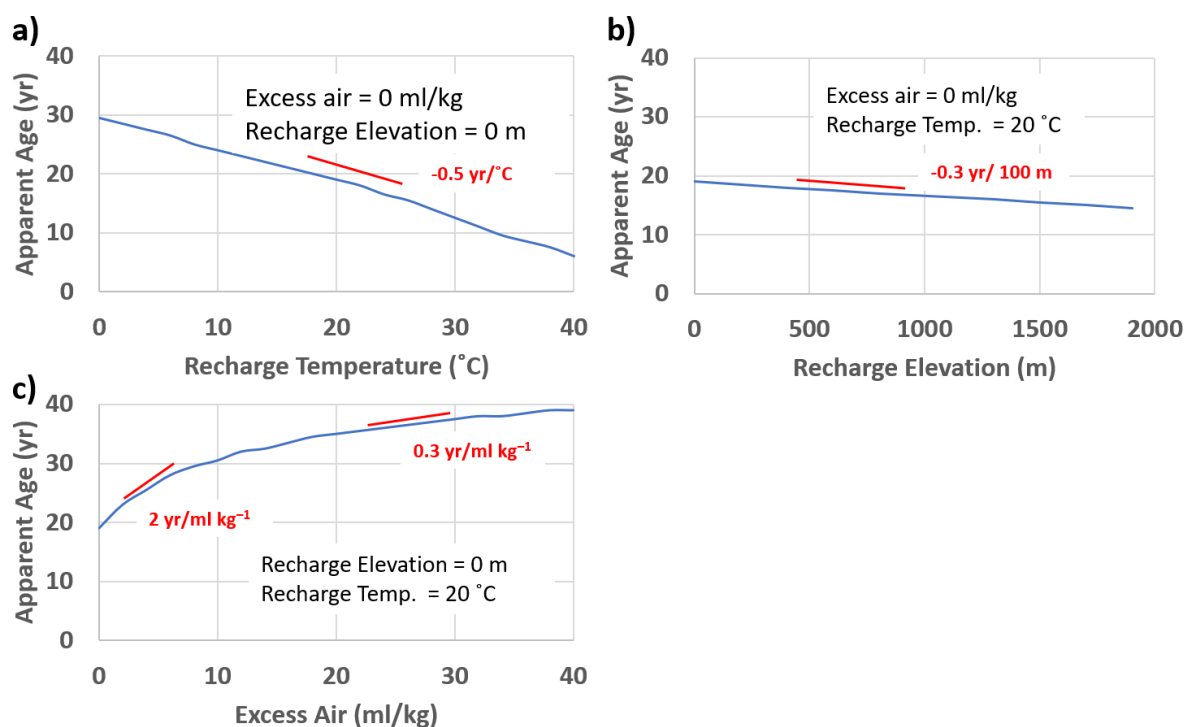 a)
40
30
20
10
0
Apparent Age (yr)
Excess air = 0 ml/kg
Recharge Elevation = 0 m
-0.5 yr/˚C
0 10 20 30 40
Recharge Temperature (˚C)
b)
40
30
20
10
0
Apparent Age (yr)
Excess air = 0 ml/kg
Recharge Temp. = 20 ˚C
-0.3 yr/ 100 m
0 500 1000 1500 2000
Recharge Elevation (m)
c)
40
30
20
10
0
Apparent Age (yr)
0.3 yr/ml kg⁻¹
2 yr/ml kg⁻¹
Recharge Elevation = 0 m
Recharge Temp. = 20 ˚C
0 10 20 30 40
Excess Air (ml/kg)